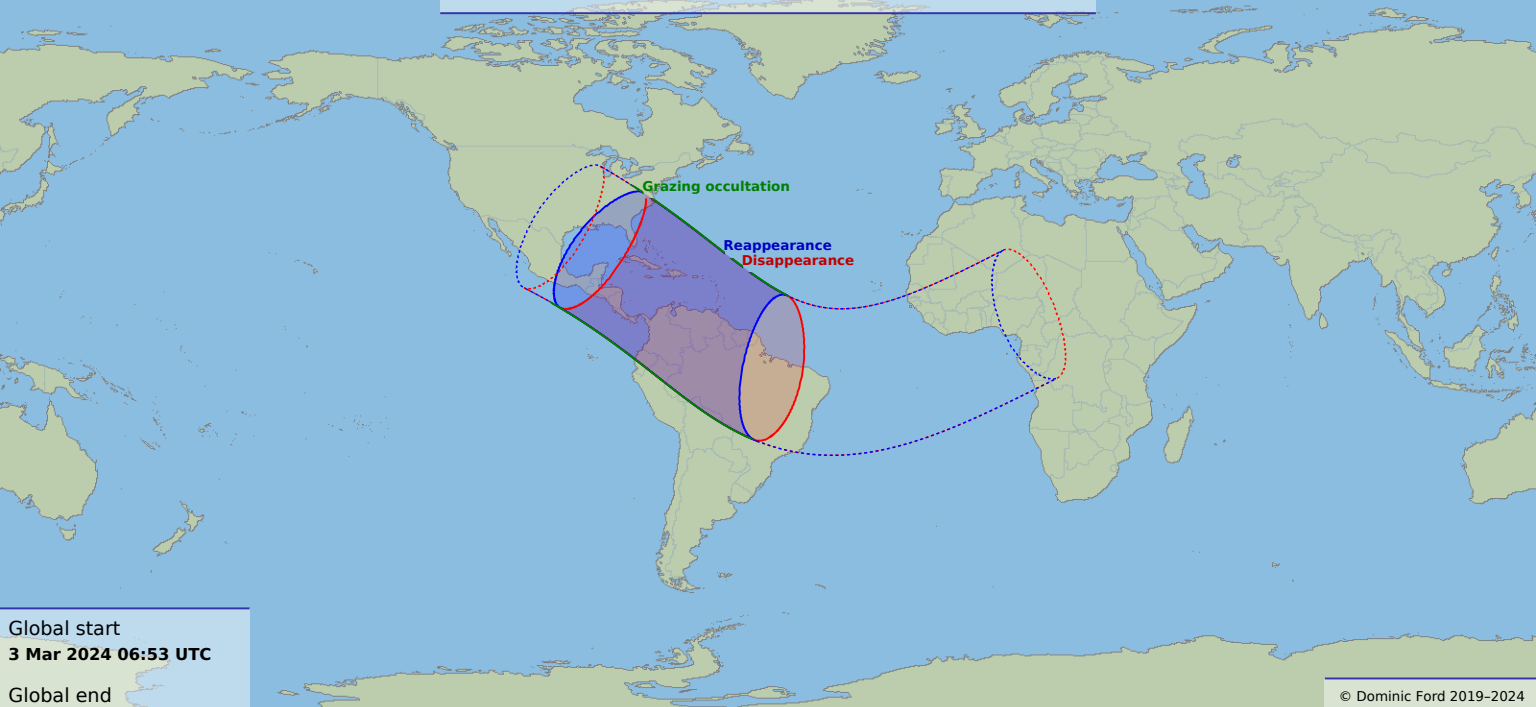 Grazing occultation
Reappearance
Disappearance
Global start
3 Mar 2024 06:53 UTC
Global end
© Dominic Ford 2019–2024